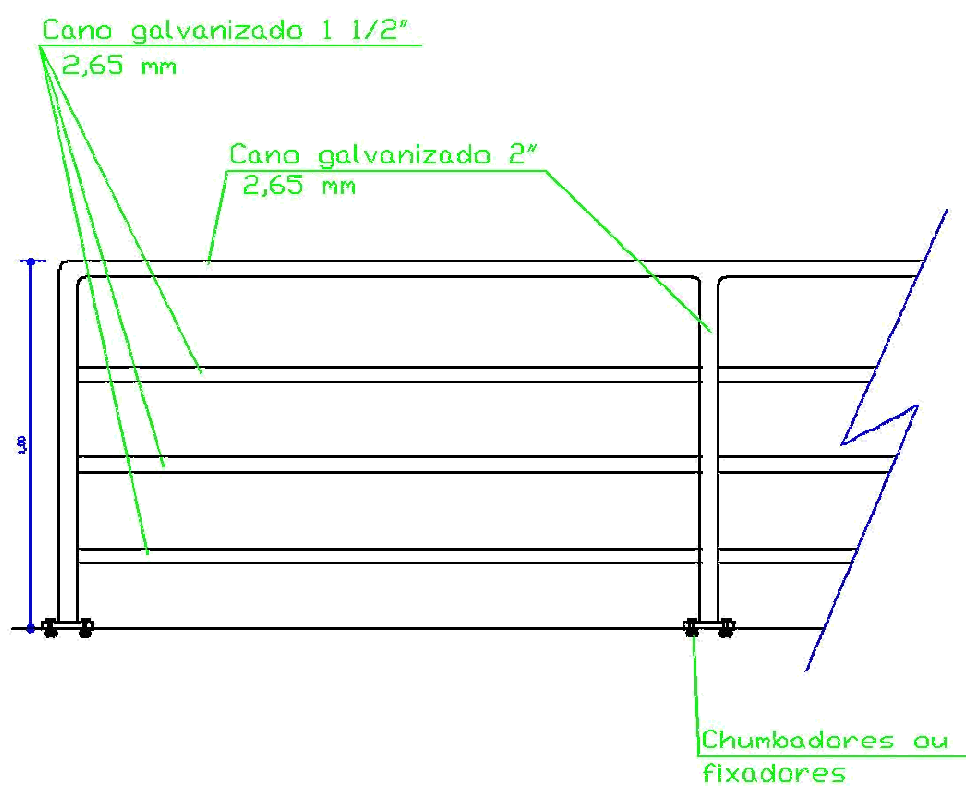 Cano galvanizado 1 1/2"
2,65 mm
Cano galvanizado 2"
2,65 mm
Chumbadores ou
fixadores